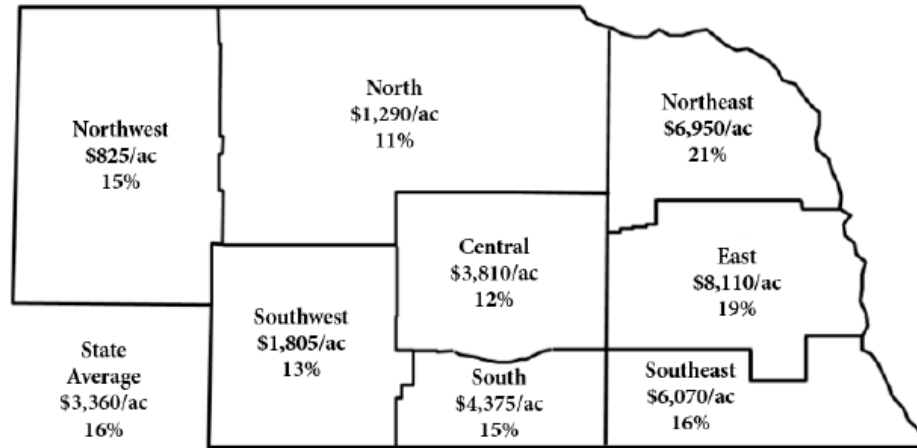 North
$1,290/ac
11%
Northwest
$825/ac
15%
Northeast
$6,950/ac
21%
Central
$3,810/ac
12%
East
$8,110/ac
19%
Southwest
$1,805/ac
13%
State
Average
$3,360/ac
16%
South
$4,375/ac
15%
Southeast
$6,070/ac
16%